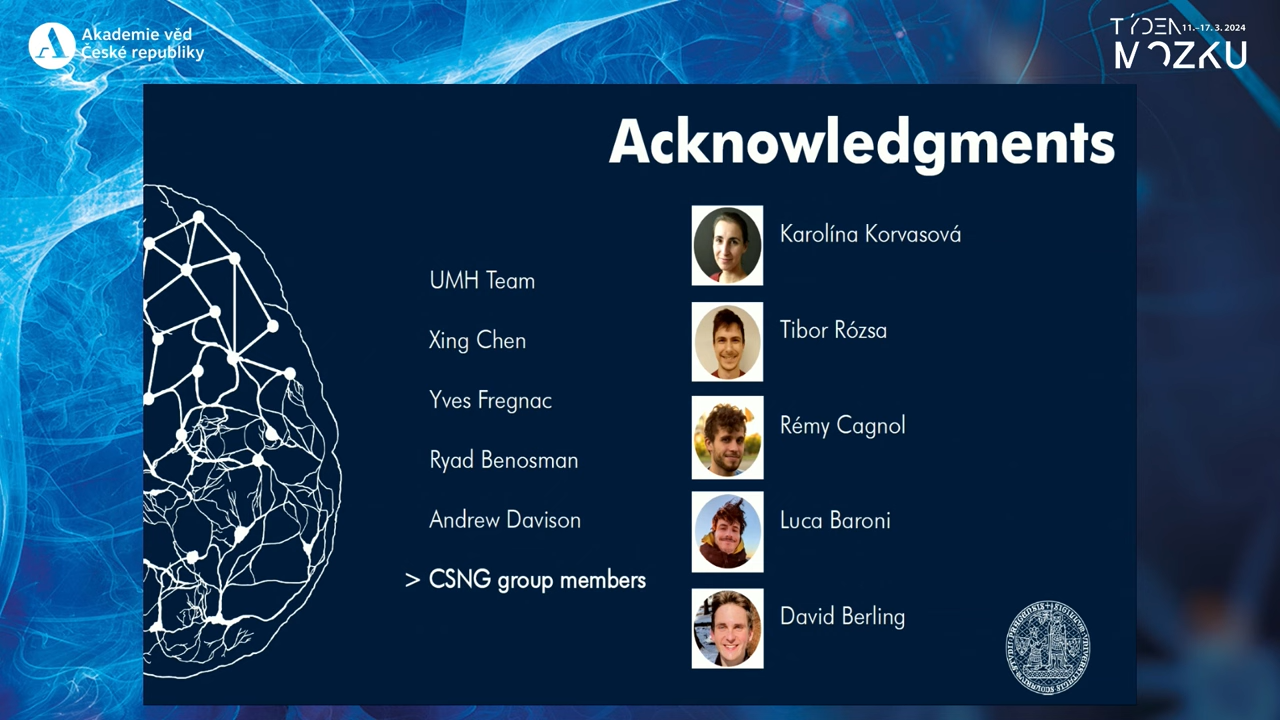 Akademie věd
České republiky
TÝDEN 11.–17. 3. 2024
MOZKU
Acknowledgments
UMH Team
Xing Chen
Yves Fregnac
Ryad Benosman
Andrew Davison
> CSNG group members
Karolína Korvasová
Tibor Rózsa
Rémy Cagnol
Luca Baroni
David Berling